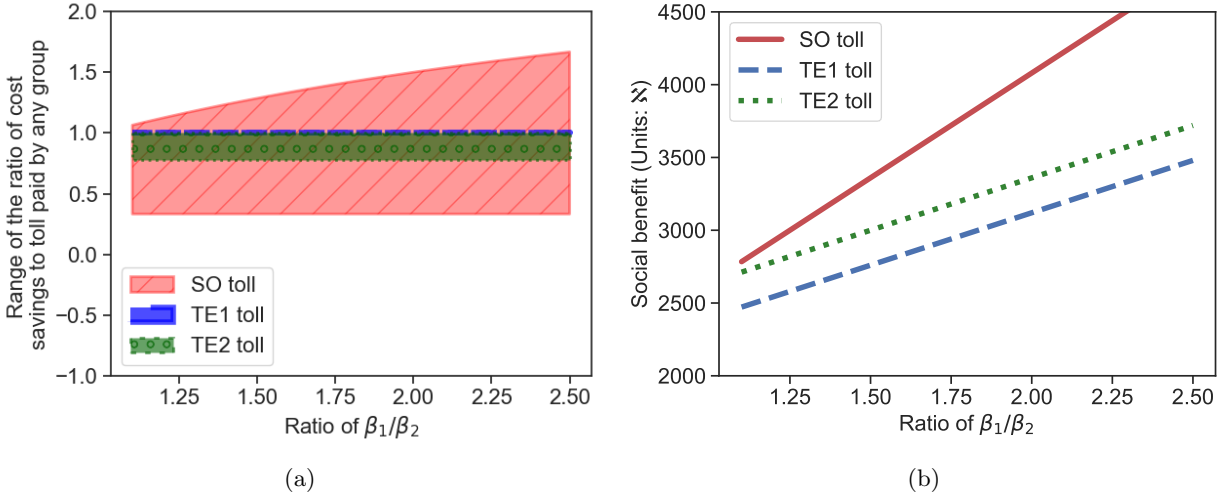 Range of the ratio of cost
savings to toll paid by any group
2.0
1.5
1.0
0.5
0.0
−0.5
−1.0
SO toll
TE1 toll
TE2 toll
1.25 1.50 1.75 2.00 2.25 2.50
Ratio of β₁/β₂
(a)
Social benefit (Units: ℵ)
4500
4000
3500
3000
2500
2000
SO toll
TE1 toll
TE2 toll
1.25 1.50 1.75 2.00 2.25 2.50
Ratio of β₁/β₂
(b)